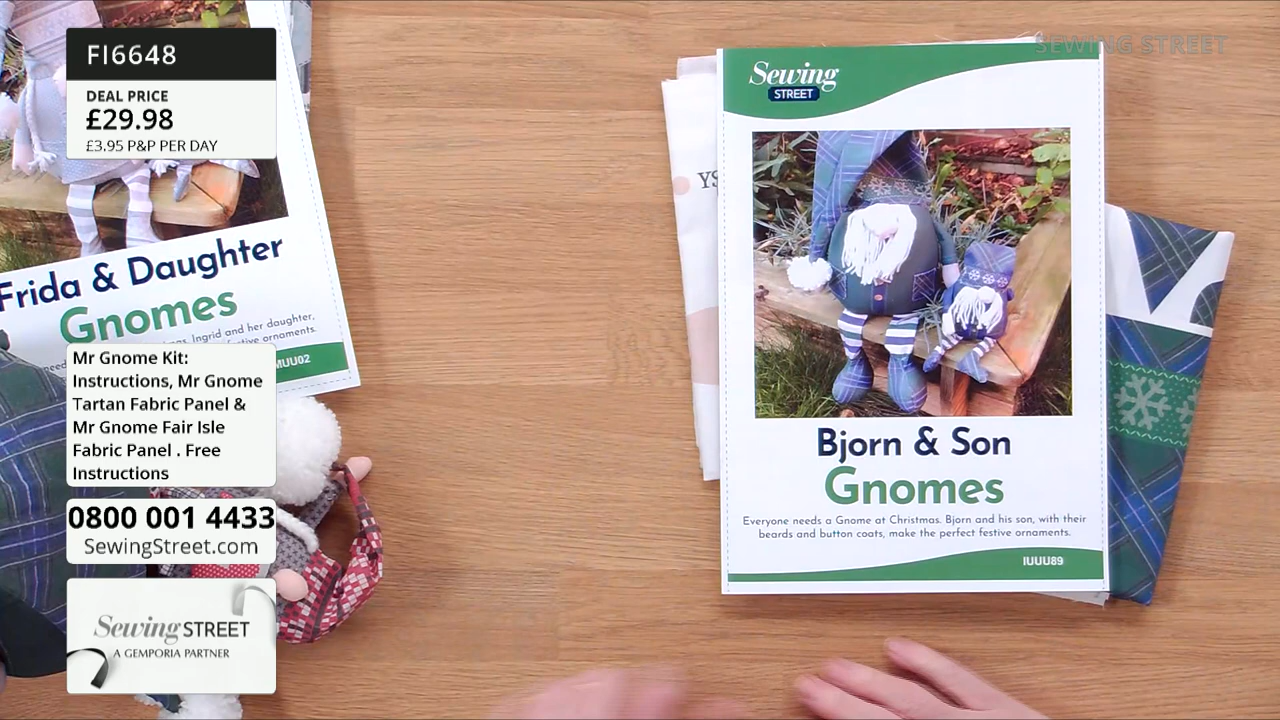 FI6648
DEAL PRICE
£29.98
£3.95 P&P PER DAY
Frida & Daughter
Gnomes
Ingrid and her daughter,
MUU02
Mr Gnome Kit:
Instructions, Mr Gnome
Tartan Fabric Panel &
Mr Gnome Fair Isle
Fabric Panel . Free
Instructions
0800 001 4433
SewingStreet.com
Sewing STREET
A GEMPORIA PARTNER
SEWING STREET
Sewing
STREET
YS
Bjorn & Son
Gnomes
Everyone needs a Gnome at Christmas. Bjorn and his son, with their
beards and button coats, make the perfect festive ornaments.
IUUU89